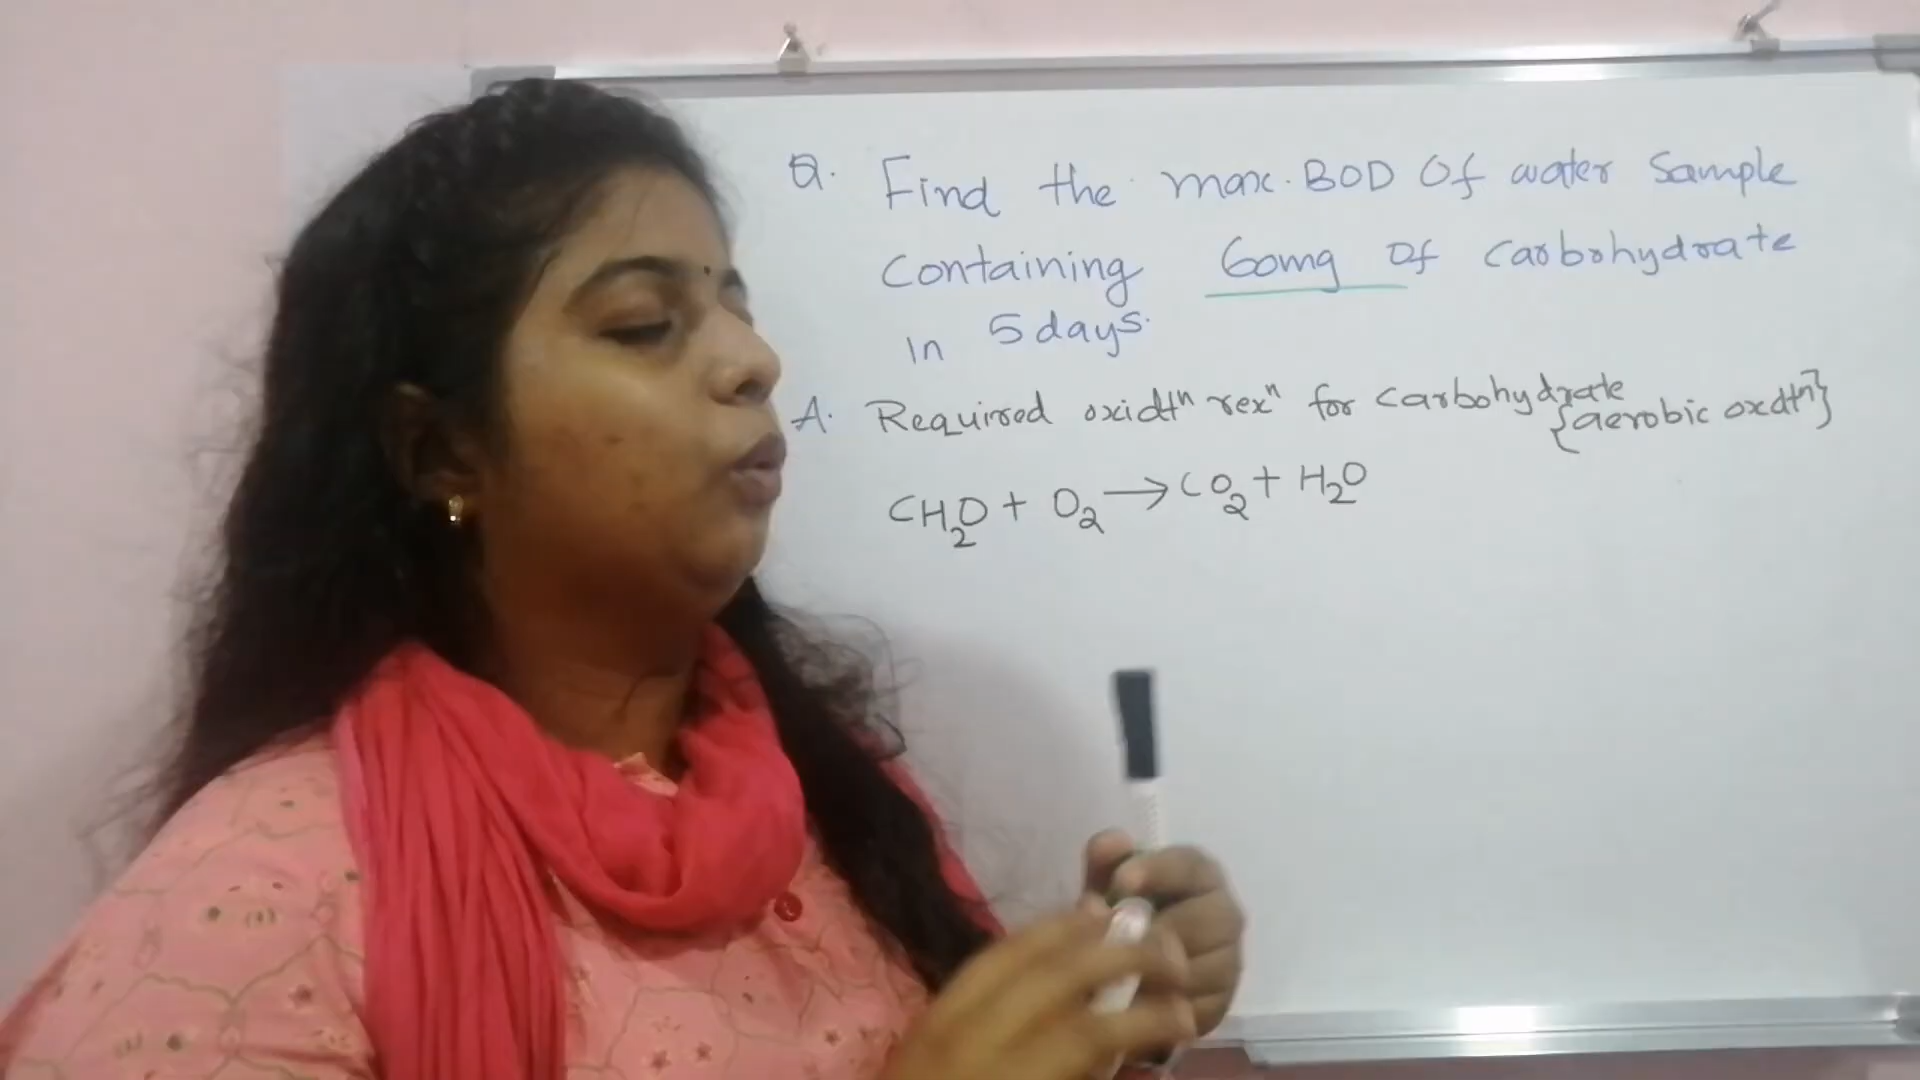 Q. Find the max. BOD Of water Sample
Containing 60mg Of Carbohydrate
In 5days.
A. Required oxidtⁿ rexⁿ for Carbohydrate
{aerobic oxdtⁿ}
CH₂O + O₂ → CO₂ + H₂O